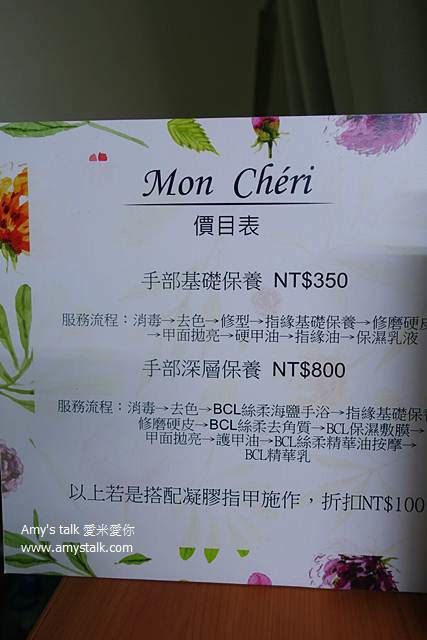 Mon Chéri
價目表
手部基礎保養 NT$350
服務流程：消毒→去色→修型→指緣基礎保養→修磨硬皮
→甲面拋亮→硬甲油→指緣油→保濕乳液
手部深層保養 NT$800
服務流程：消毒→去色→BCL絲柔海鹽手浴→指緣基礎保養
修磨硬皮→BCL絲柔去角質→BCL保濕敷膜→
甲面拋亮→護甲油→BCL絲柔精華油按摩→
BCL精華乳
以上若是搭配凝膠指甲施作，折扣NT$100
Amy's talk 愛米愛你
www.amystalk.com